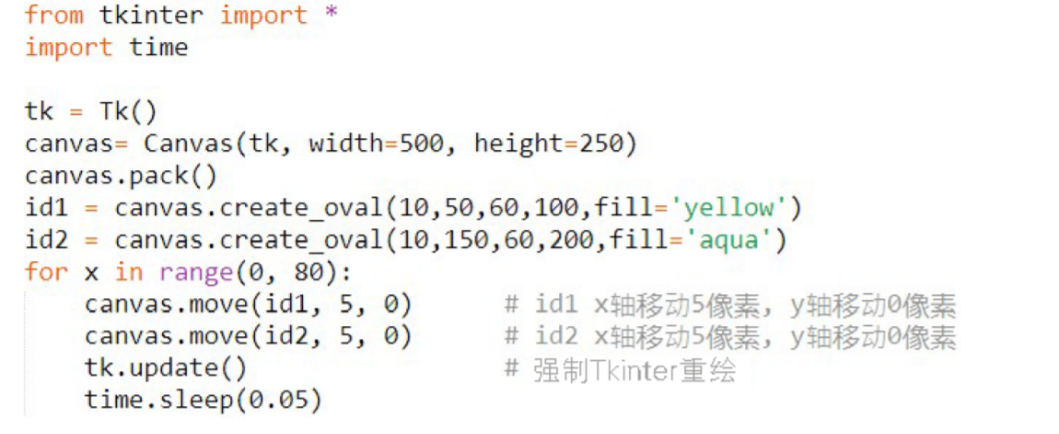 from tkinter import *
import time
tk = Tk()
canvas= Canvas(tk, width=500, height=250)
canvas.pack()
id1 = canvas.create_oval(10,50,60,100,fill='yellow')
id2 = canvas.create_oval(10,150,60,200,fill='aqua')
for x in range(0, 80):
    canvas.move(id1, 5, 0)      # id1 x轴移动5像素, y轴移动0像素
    canvas.move(id2, 5, 0)      # id2 x轴移动5像素, y轴移动0像素
    tk.update()                 # 强制Tkinter重绘
    time.sleep(0.05)